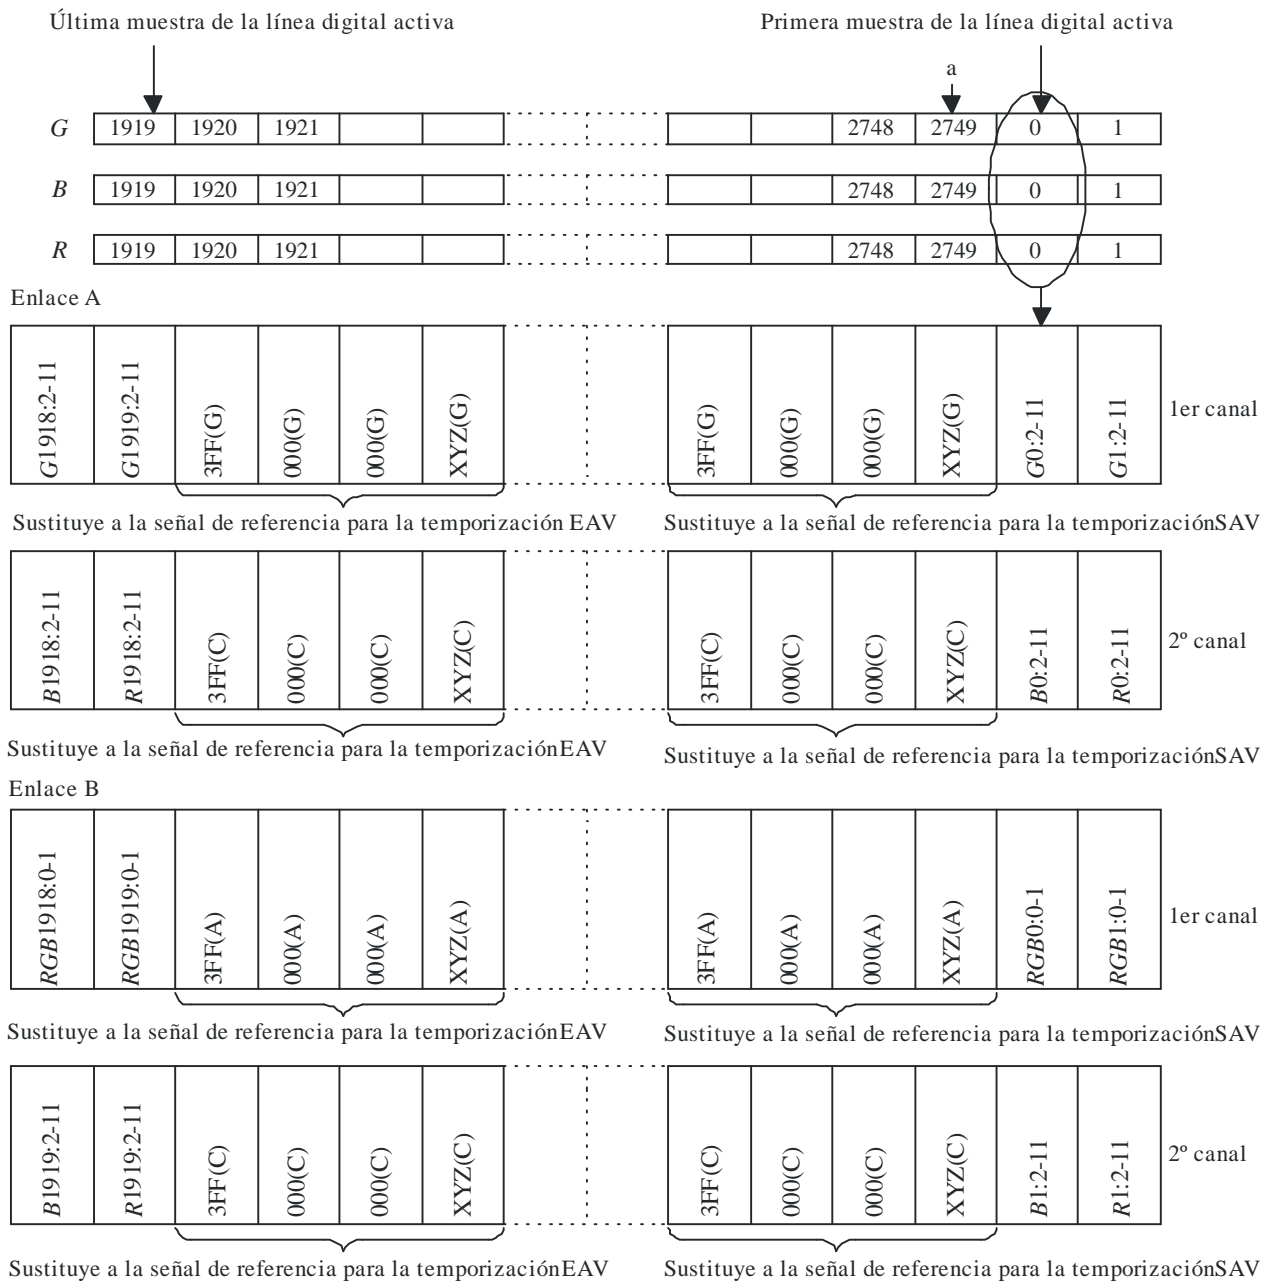 Última muestra de la línea digital activa
Primera muestra de la línea digital activa
a
G 1919 1920 1921 2748 2749 0 1
B 1919 1920 1921 2748 2749 0 1
R 1919 1920 1921 2748 2749 0 1
Enlace A
G1918:2-11 G1919:2-11 3FF(G) 000(G) 000(G) XYZ(G) 3FF(G) 000(G) 000(G) XYZ(G) G0:2-11 G1:2-11 1er canal
Sustituye a la señal de referencia para la temporización EAV
Sustituye a la señal de referencia para la temporizaciónSAV
B1918:2-11 R1918:2-11 3FF(C) 000(C) 000(C) XYZ(C) 3FF(C) 000(C) 000(C) XYZ(C) B0:2-11 R0:2-11 2º canal
Sustituye a la señal de referencia para la temporizaciónEAV
Sustituye a la señal de referencia para la temporizaciónSAV
Enlace B
RGB1918:0-1 RGB1919:0-1 3FF(A) 000(A) 000(A) XYZ(A) 3FF(A) 000(A) 000(A) XYZ(A) RGB0:0-1 RGB1:0-1 1er canal
Sustituye a la señal de referencia para la temporizaciónEAV
Sustituye a la señal de referencia para la temporizaciónSAV
B1919:2-11 R1919:2-11 3FF(C) 000(C) 000(C) XYZ(C) 3FF(C) 000(C) 000(C) XYZ(C) B1:2-11 R1:2-11 2º canal
Sustituye a la señal de referencia para la temporizaciónEAV
Sustituye a la señal de referencia para la temporizaciónSAV